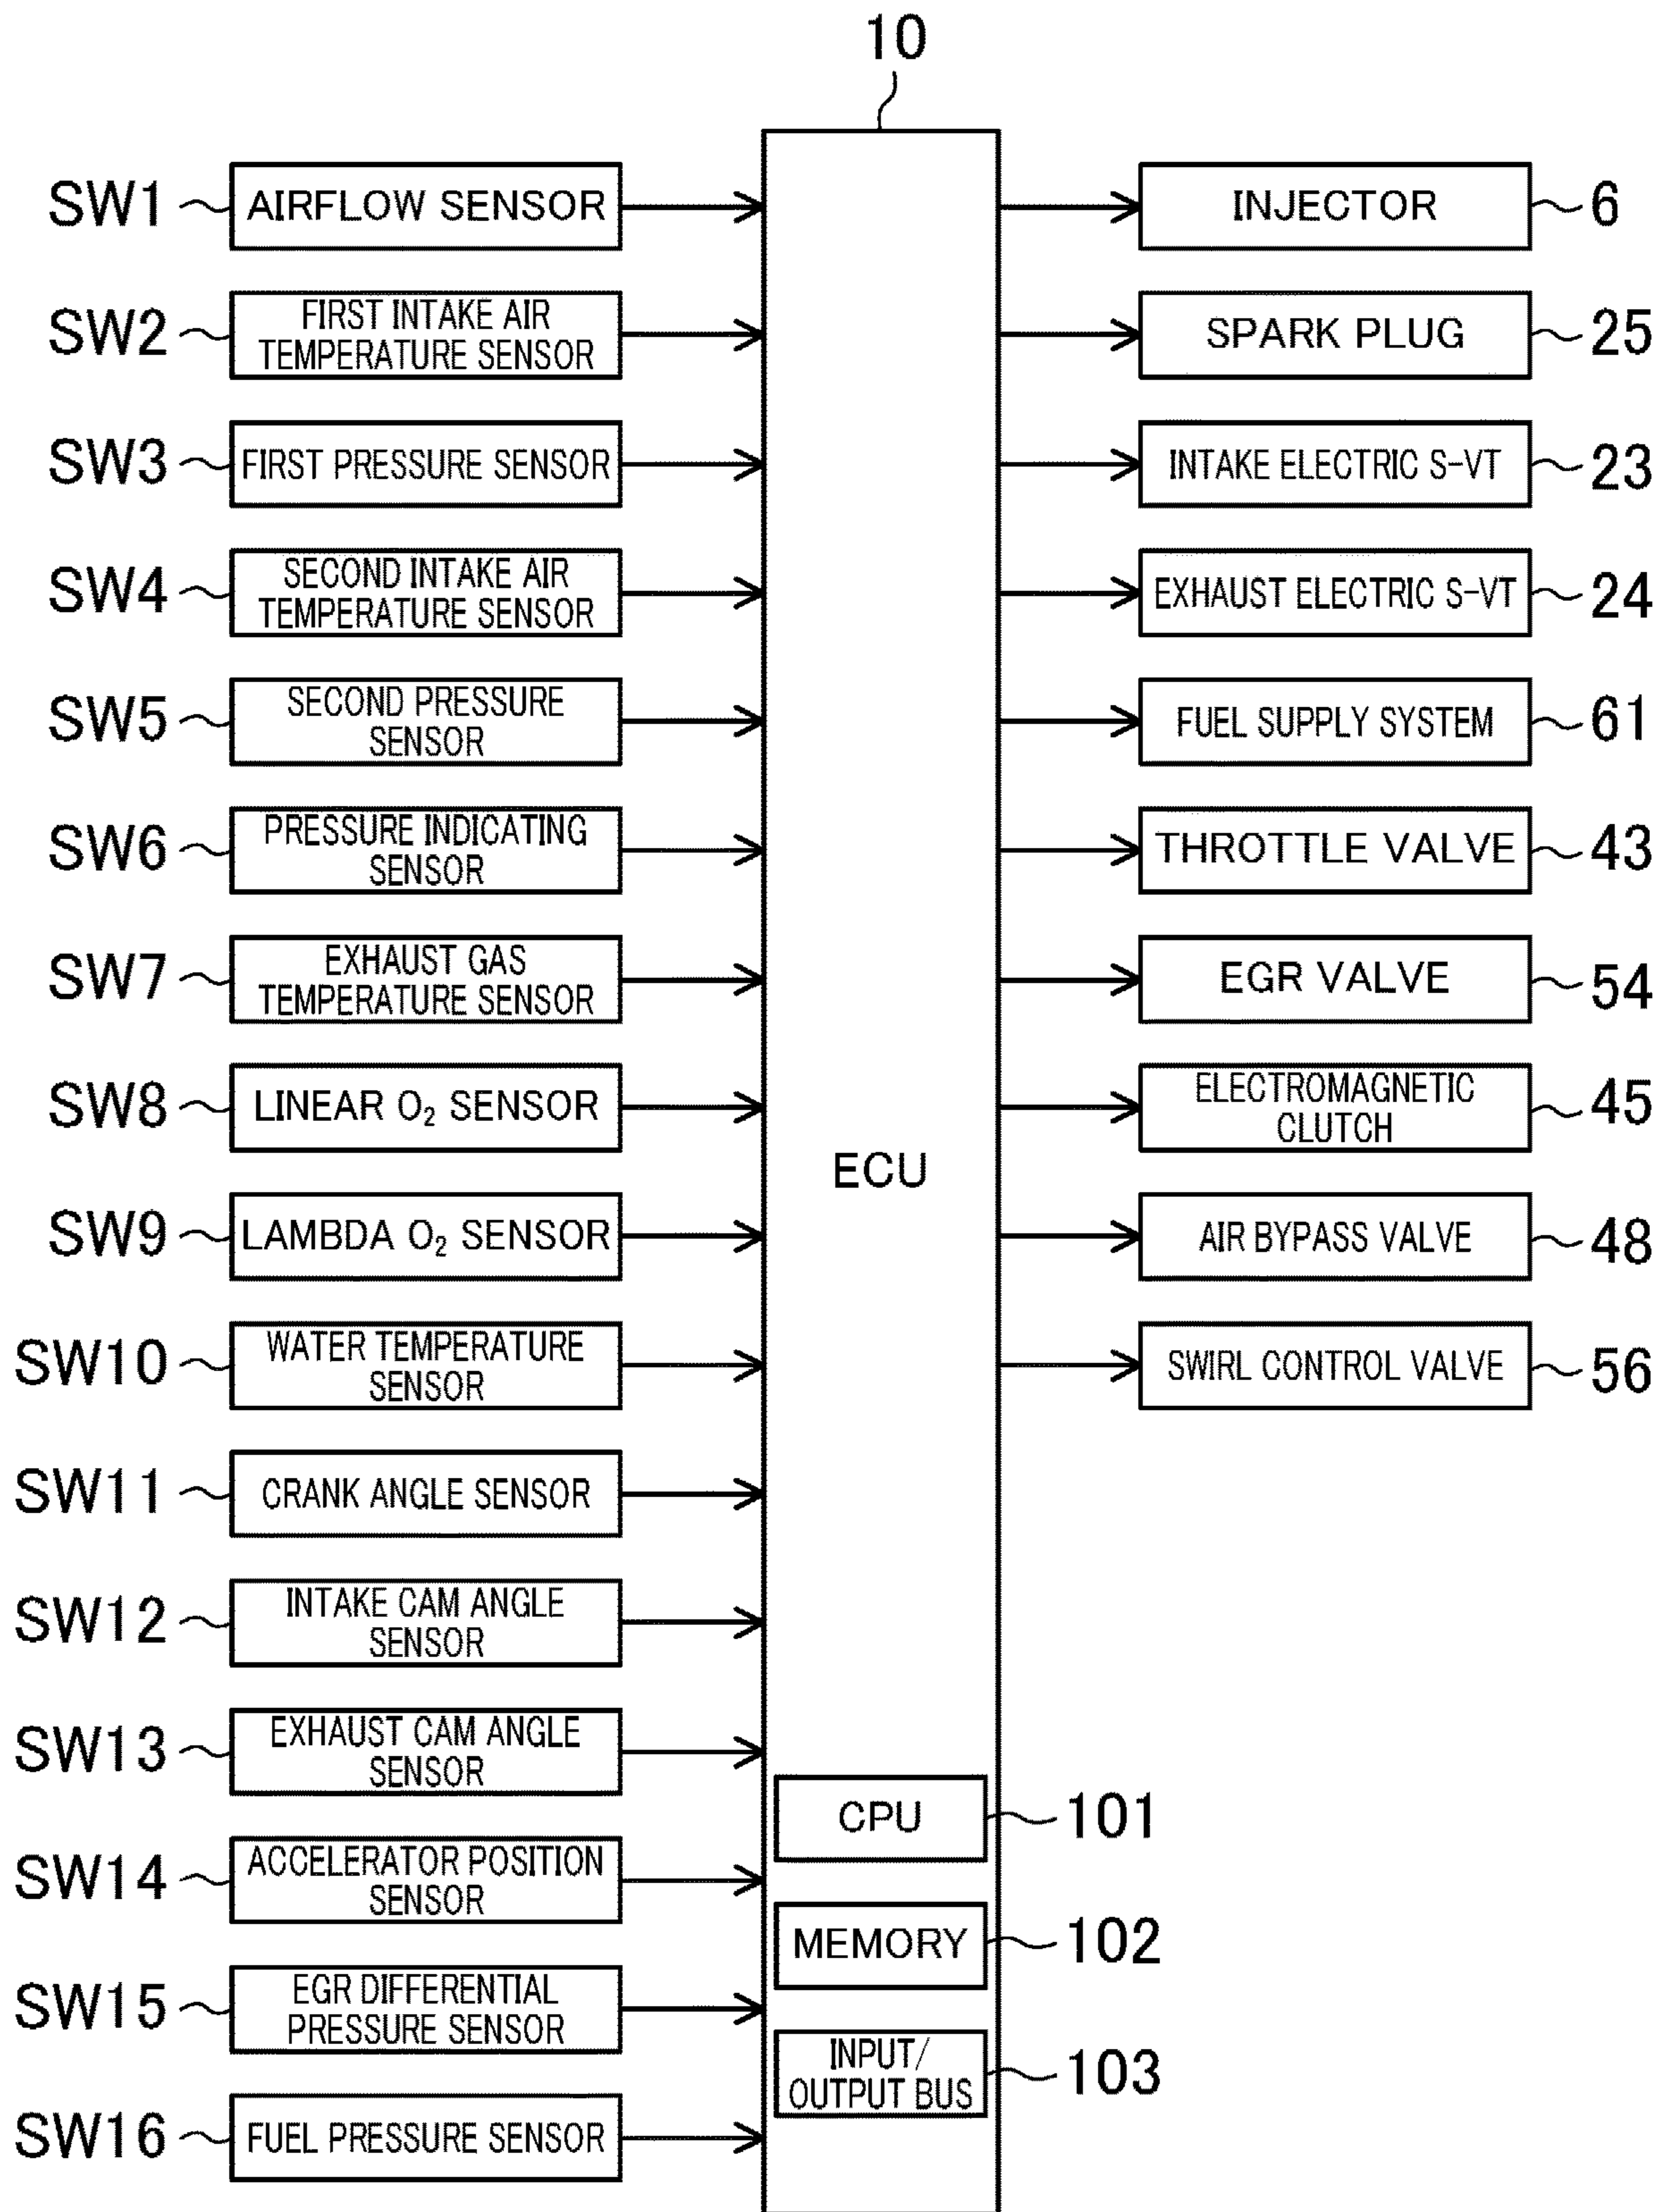 10
SW1
AIRFLOW SENSOR
SW2
FIRST INTAKE AIR
TEMPERATURE SENSOR
SW3
FIRST PRESSURE SENSOR
SW4
SECOND INTAKE AIR
TEMPERATURE SENSOR
SW5
SECOND PRESSURE
SENSOR
SW6
PRESSURE INDICATING
SENSOR
SW7
EXHAUST GAS
TEMPERATURE SENSOR
SW8
LINEAR O₂ SENSOR
SW9
LAMBDA O₂ SENSOR
SW10
WATER TEMPERATURE
SENSOR
SW11
CRANK ANGLE SENSOR
SW12
INTAKE CAM ANGLE
SENSOR
SW13
EXHAUST CAM ANGLE
SENSOR
SW14
ACCELERATOR POSITION
SENSOR
SW15
EGR DIFFERENTIAL
PRESSURE SENSOR
SW16
FUEL PRESSURE SENSOR
ECU
CPU
101
MEMORY
102
INPUT/
OUTPUT BUS
103
INJECTOR
6
SPARK PLUG
25
INTAKE ELECTRIC S-VT
23
EXHAUST ELECTRIC S-VT
24
FUEL SUPPLY SYSTEM
61
THROTTLE VALVE
43
EGR VALVE
54
ELECTROMAGNETIC
CLUTCH
45
AIR BYPASS VALVE
48
SWIRL CONTROL VALVE
56